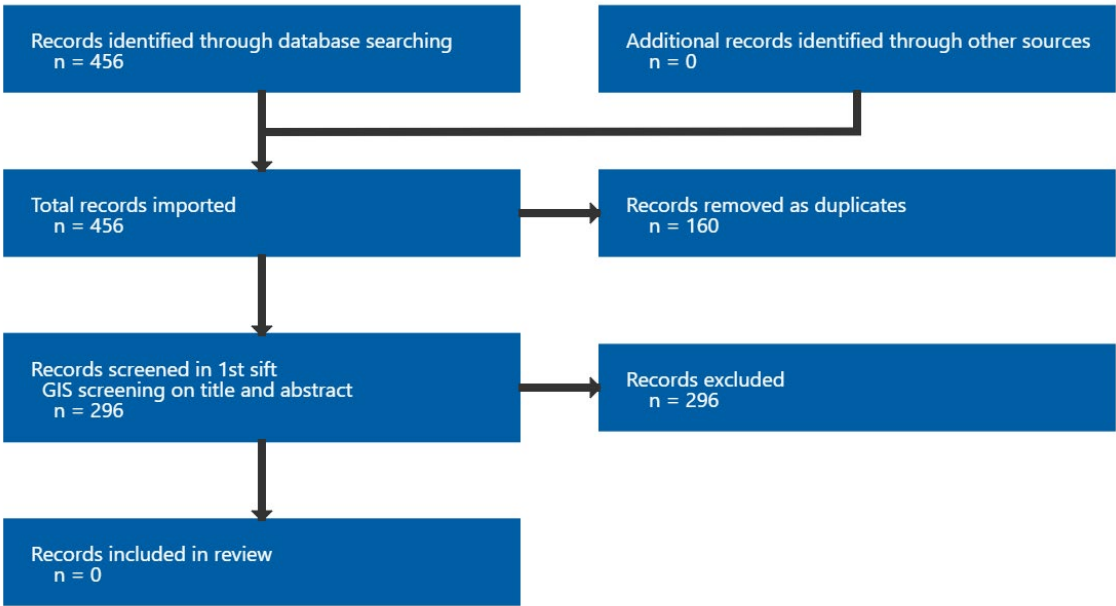 Records identified through database searching
n = 456
Additional records identified through other sources
n = 0
Total records imported
n = 456
Records removed as duplicates
n = 160
Records screened in 1st sift
GIS screening on title and abstract
n = 296
Records excluded
n = 296
Records included in review
n = 0